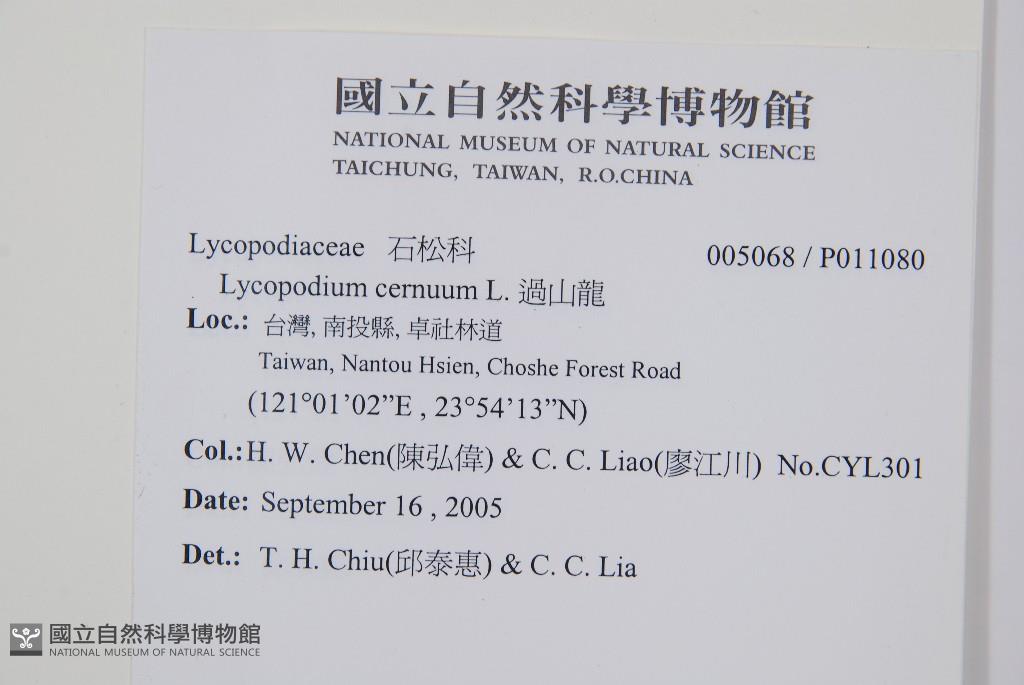 國立自然科學博物館
NATIONAL MUSEUM OF NATURAL SCIENCE
TAICHUNG, TAIWAN, R.O.CHINA
Lycopodiaceae 石松科 005068 / P011080
Lycopodium cernuum L. 過山龍
Loc.: 台灣, 南投縣, 卓社林道
Taiwan, Nantou Hsien, Choshe Forest Road
(121°01’02”E , 23°54’13”N)
Col.:H. W. Chen(陳弘偉) & C. C. Liao(廖江川) No.CYL301
Date: September 16 , 2005
Det.: T. H. Chiu(邱泰惠) & C. C. Lia
國立自然科學博物館
NATIONAL MUSEUM OF NATURAL SCIENCE